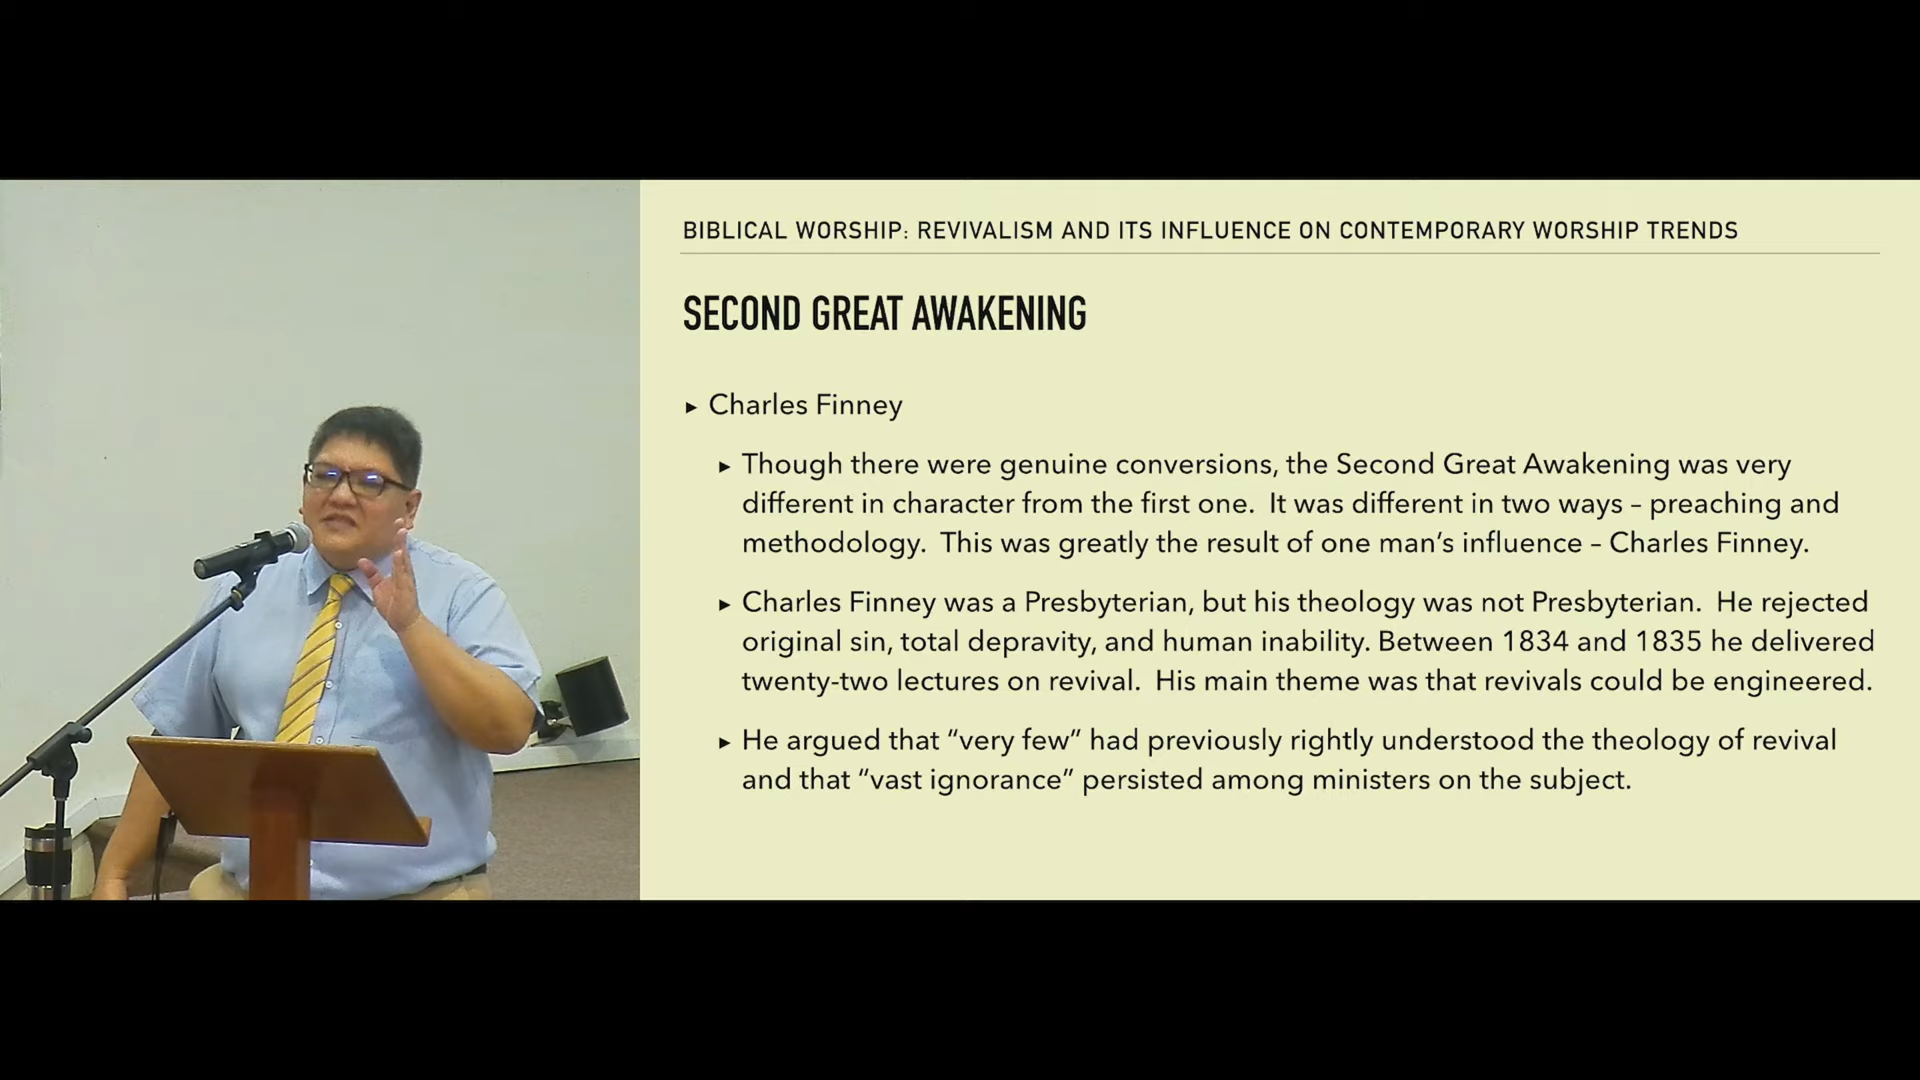 BIBLICAL WORSHIP: REVIVALISM AND ITS INFLUENCE ON CONTEMPORARY WORSHIP TRENDS
SECOND GREAT AWAKENING
▸ Charles Finney
▸ Though there were genuine conversions, the Second Great Awakening was very
different in character from the first one.  It was different in two ways – preaching and
methodology.  This was greatly the result of one man’s influence – Charles Finney.
▸ Charles Finney was a Presbyterian, but his theology was not Presbyterian.  He rejected
original sin, total depravity, and human inability. Between 1834 and 1835 he delivered
twenty-two lectures on revival.  His main theme was that revivals could be engineered.
▸ He argued that “very few” had previously rightly understood the theology of revival
and that “vast ignorance” persisted among ministers on the subject.